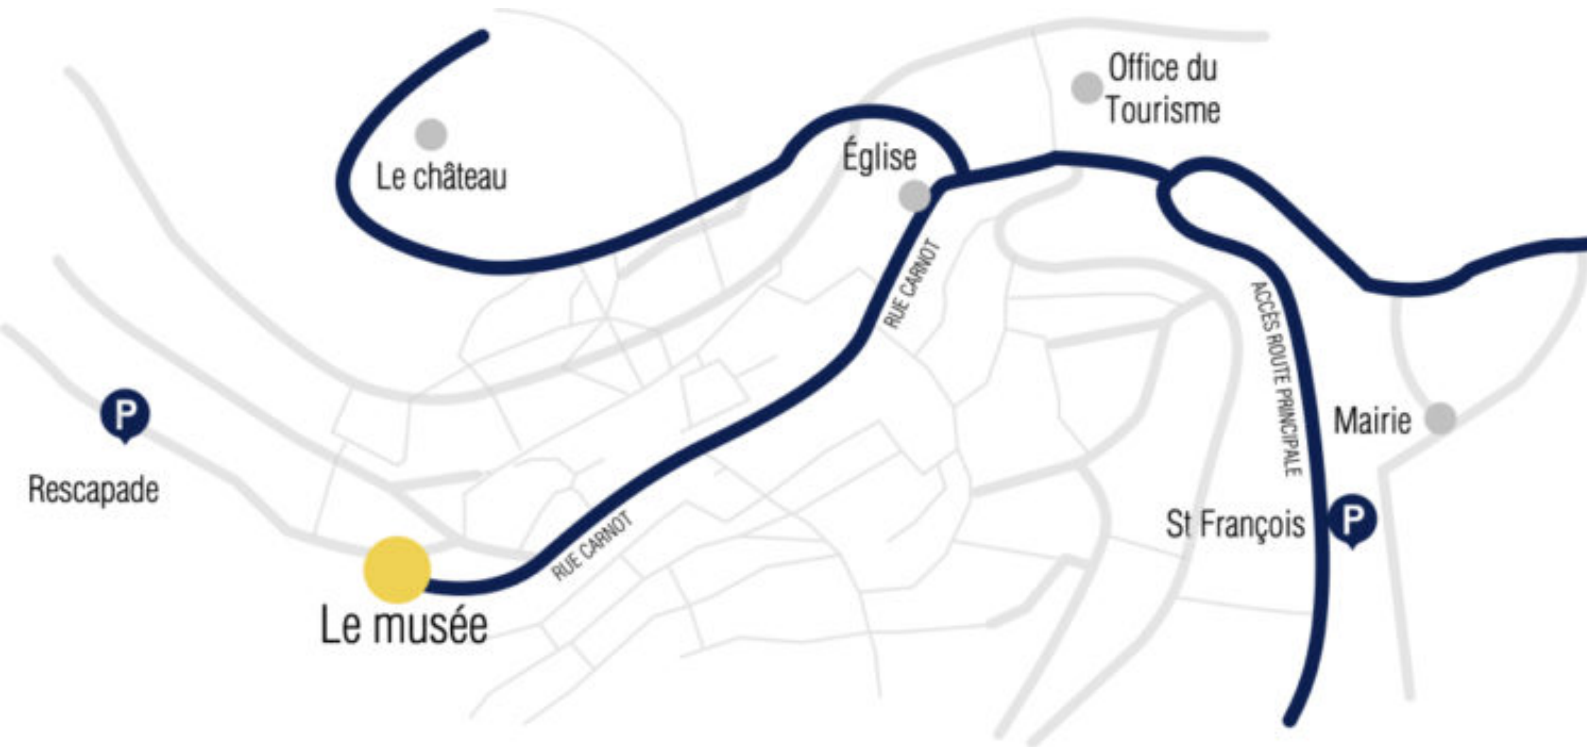 Office du
Tourisme
Église
Le château
RUE CARNOT
ACCÈS ROUTE PRINCIPALE
P
Mairie
Rescapade
St François
P
RUE CARNOT
Le musée